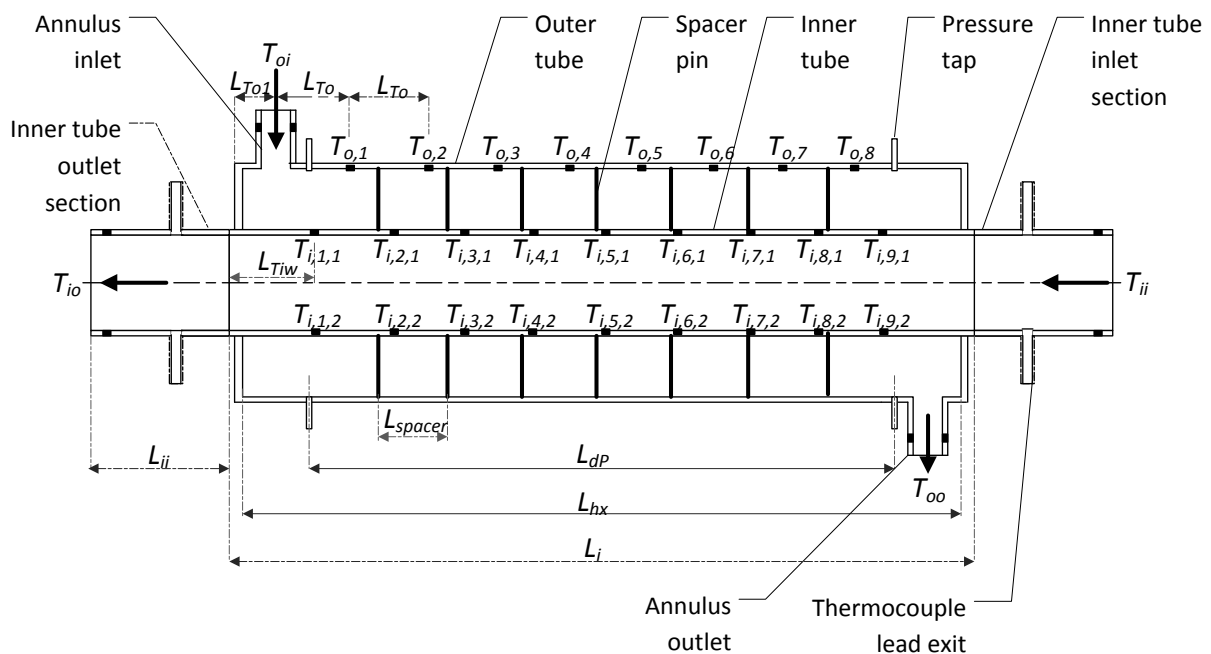 Annulus
inlet
T_oi
Outer
tube
Spacer
pin
Inner
tube
Pressure
tap
Inner tube
inlet
section
L_To1
L_To
L_To
Inner tube
outlet
section
T_o,1
T_o,2
T_o,3
T_o,4
T_o,5
T_o,6
T_o,7
T_o,8
T_i,1,1
T_i,2,1
T_i,3,1
T_i,4,1
T_i,5,1
T_i,6,1
T_i,7,1
T_i,8,1
T_i,9,1
L_Tiw
T_io
T_ii
T_i,1,2
T_i,2,2
T_i,3,2
T_i,4,2
T_i,5,2
T_i,6,2
T_i,7,2
T_i,8,2
T_i,9,2
L_spacer
L_ii
L_dP
T_oo
L_hx
L_i
Annulus
outlet
Thermocouple
lead exit